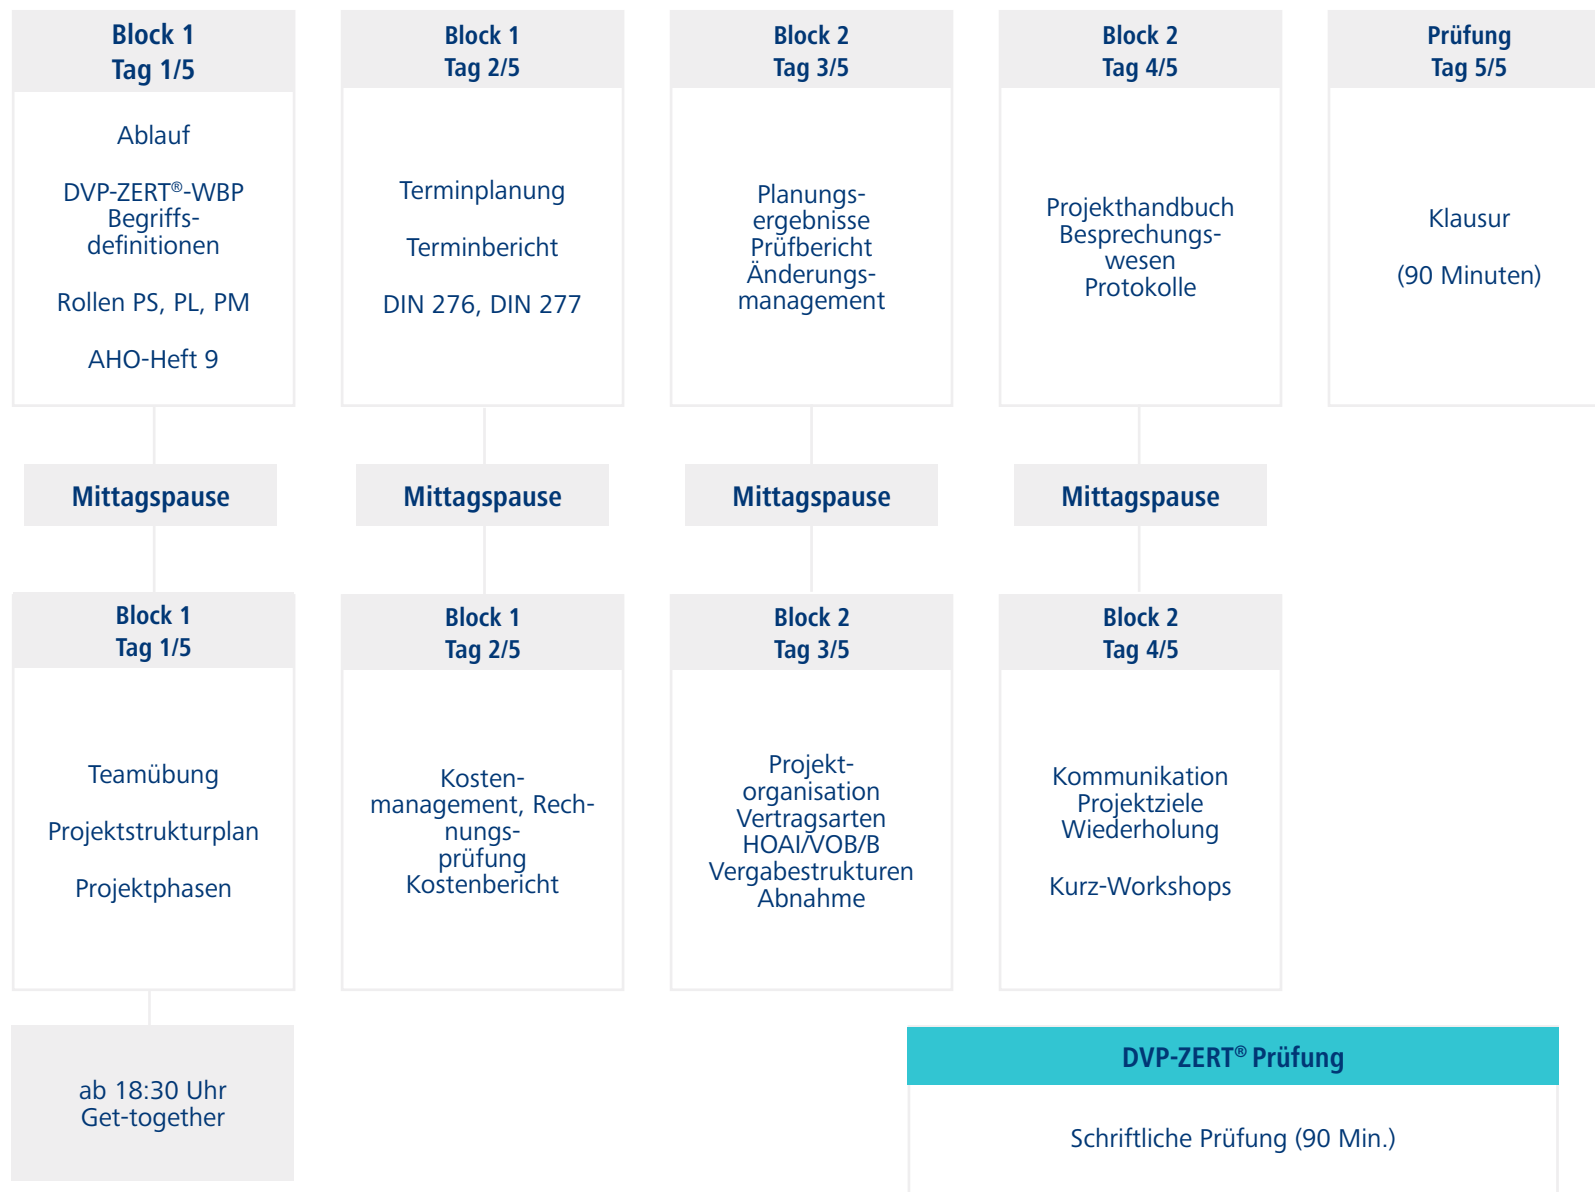 Block 1
Tag 1/5
Ablauf
DVP-ZERT®-WBP
Begriffs-
definitionen
Rollen PS, PL, PM
AHO-Heft 9
Block 1
Tag 2/5
Terminplanung
Terminbericht
DIN 276, DIN 277
Block 2
Tag 3/5
Planungs-
ergebnisse
Prüfbericht
Änderungs-
management
Block 2
Tag 4/5
Projekthandbuch
Besprechungs-
wesen
Protokolle
Prüfung
Tag 5/5
Klausur
(90 Minuten)
Mittagspause
Mittagspause
Mittagspause
Mittagspause
Block 1
Tag 1/5
Teamübung
Projektstrukturplan
Projektphasen
Block 1
Tag 2/5
Kosten-
management, Rech-
nungs-
prüfung
Kostenbericht
Block 2
Tag 3/5
Projekt-
organisation
Vertragsarten
HOAI/VOB/B
Vergabestrukturen
Abnahme
Block 2
Tag 4/5
Kommunikation
Projektziele
Wiederholung
Kurz-Workshops
ab 18:30 Uhr
Get-together
DVP-ZERT® Prüfung
Schriftliche Prüfung (90 Min.)